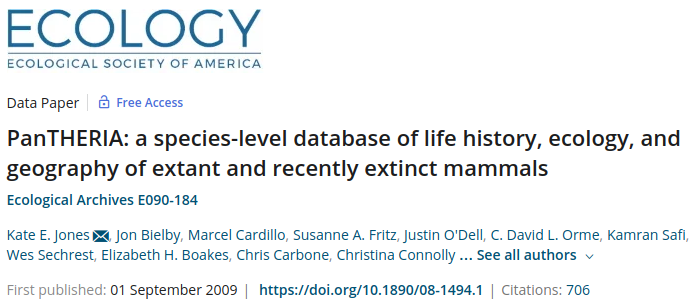 ECOLOGY
ECOLOGICAL SOCIETY OF AMERICA
Data Paper Free Access
PanTHERIA: a species-level database of life history, ecology, and
geography of extant and recently extinct mammals
Ecological Archives E090-184
Kate E. Jones, Jon Bielby, Marcel Cardillo, Susanne A. Fritz, Justin O'Dell, C. David L. Orme, Kamran Safi,
Wes Sechrest, Elizabeth H. Boakes, Chris Carbone, Christina Connolly ... See all authors
First published: 01 September 2009 | https://doi.org/10.1890/08-1494.1 | Citations: 706